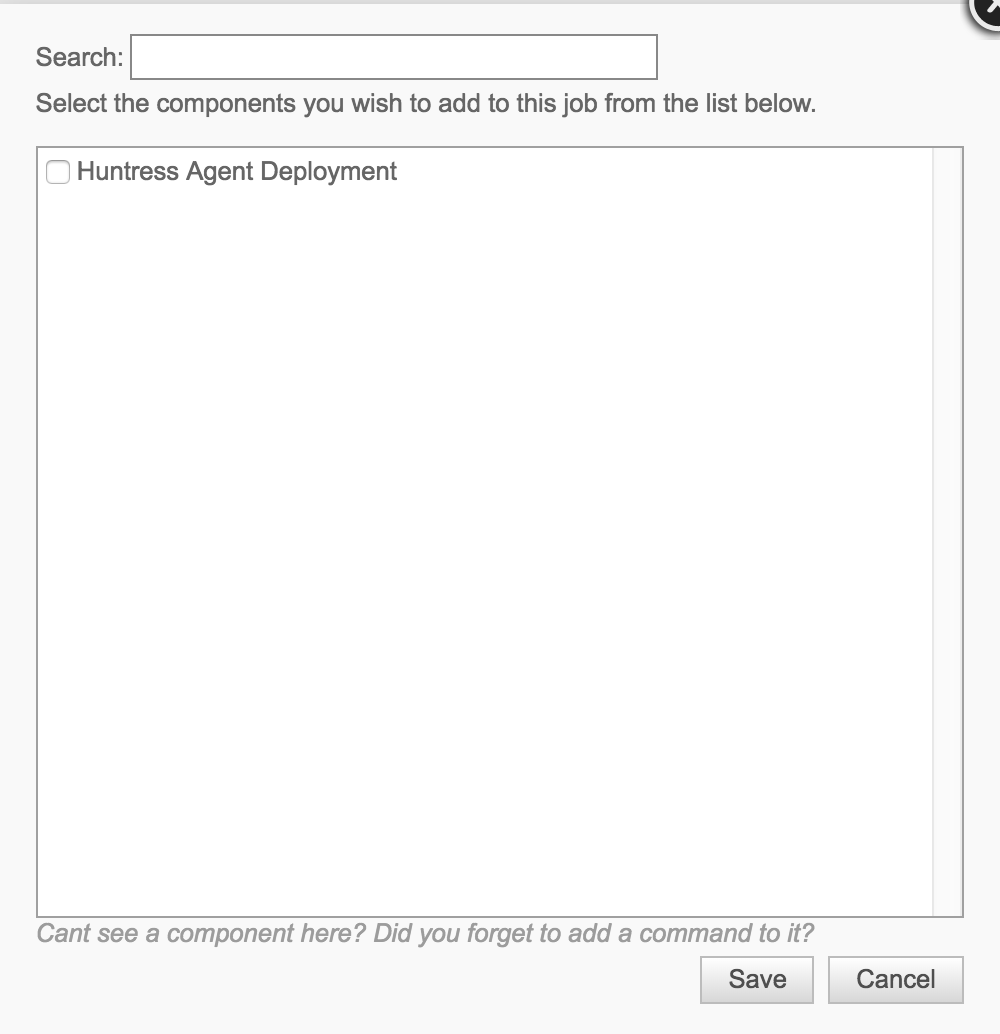 Search:
Select the components you wish to add to this job from the list below.
Huntress Agent Deployment
Cant see a component here? Did you forget to add a command to it?
Save Cancel